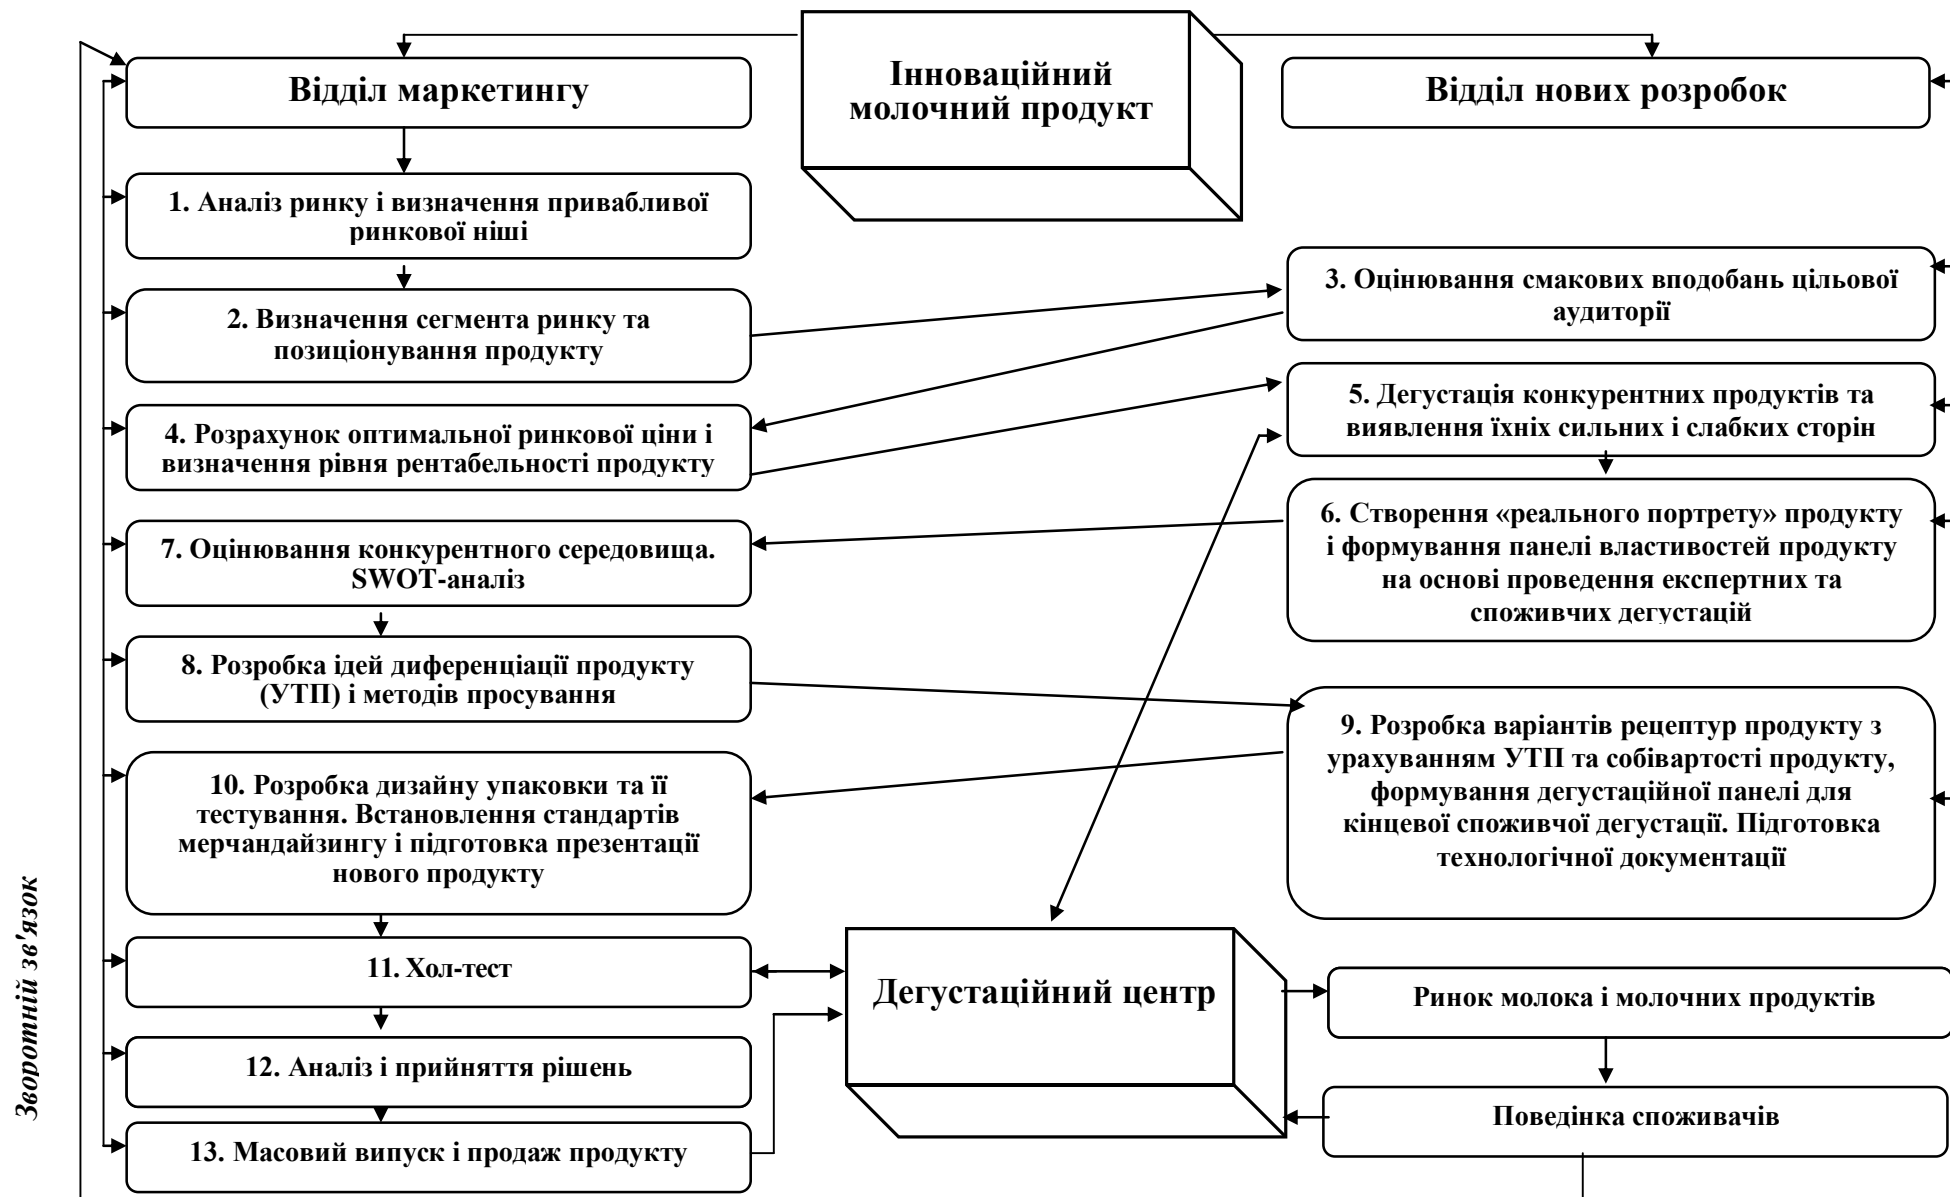 Інноваційний
молочний продукт
Відділ маркетингу
Відділ нових розробок
1. Аналіз ринку і визначення привабливої
ринкової ніші
2. Визначення сегмента ринку та
позиціонування продукту
3. Оцінювання смакових вподобань цільової
аудиторії
4. Розрахунок оптимальної ринкової ціни і
визначення рівня рентабельності продукту
5. Дегустація конкурентних продуктів та
виявлення їхніх сильних і слабких сторін
6. Створення «реального портрету» продукту
і формування панелі властивостей продукту
на основі проведення експертних та
споживчих дегустацій
7. Оцінювання конкурентного середовища.
SWOT-аналіз
8. Розробка ідей диференціації продукту
(УТП) і методів просування
9. Розробка варіантів рецептур продукту з
урахуванням УТП та собівартості продукту,
формування дегустаційної панелі для
кінцевої споживчої дегустації. Підготовка
технологічної документації
10. Розробка дизайну упаковки та її
тестування. Встановлення стандартів
мерчандайзингу і підготовка презентації
нового продукту
11. Хол-тест
Дегустаційний центр
Ринок молока і молочних продуктів
12. Аналіз і прийняття рішень
Поведінка споживачів
13. Масовий випуск і продаж продукту
Зворотній зв'язок